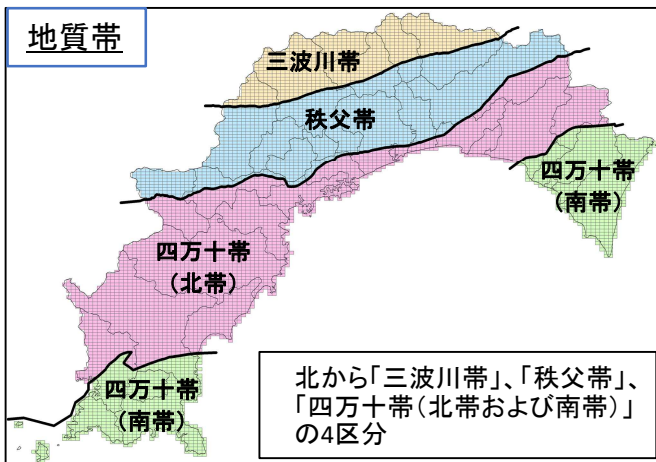 地質帯
三波川帯
秩父帯
四万十帯
(南帯)
四万十帯
(北帯)
四万十帯
(南帯)
北から「三波川帯」、「秩父帯」、
「四万十帯(北帯および南帯)」
の4区分